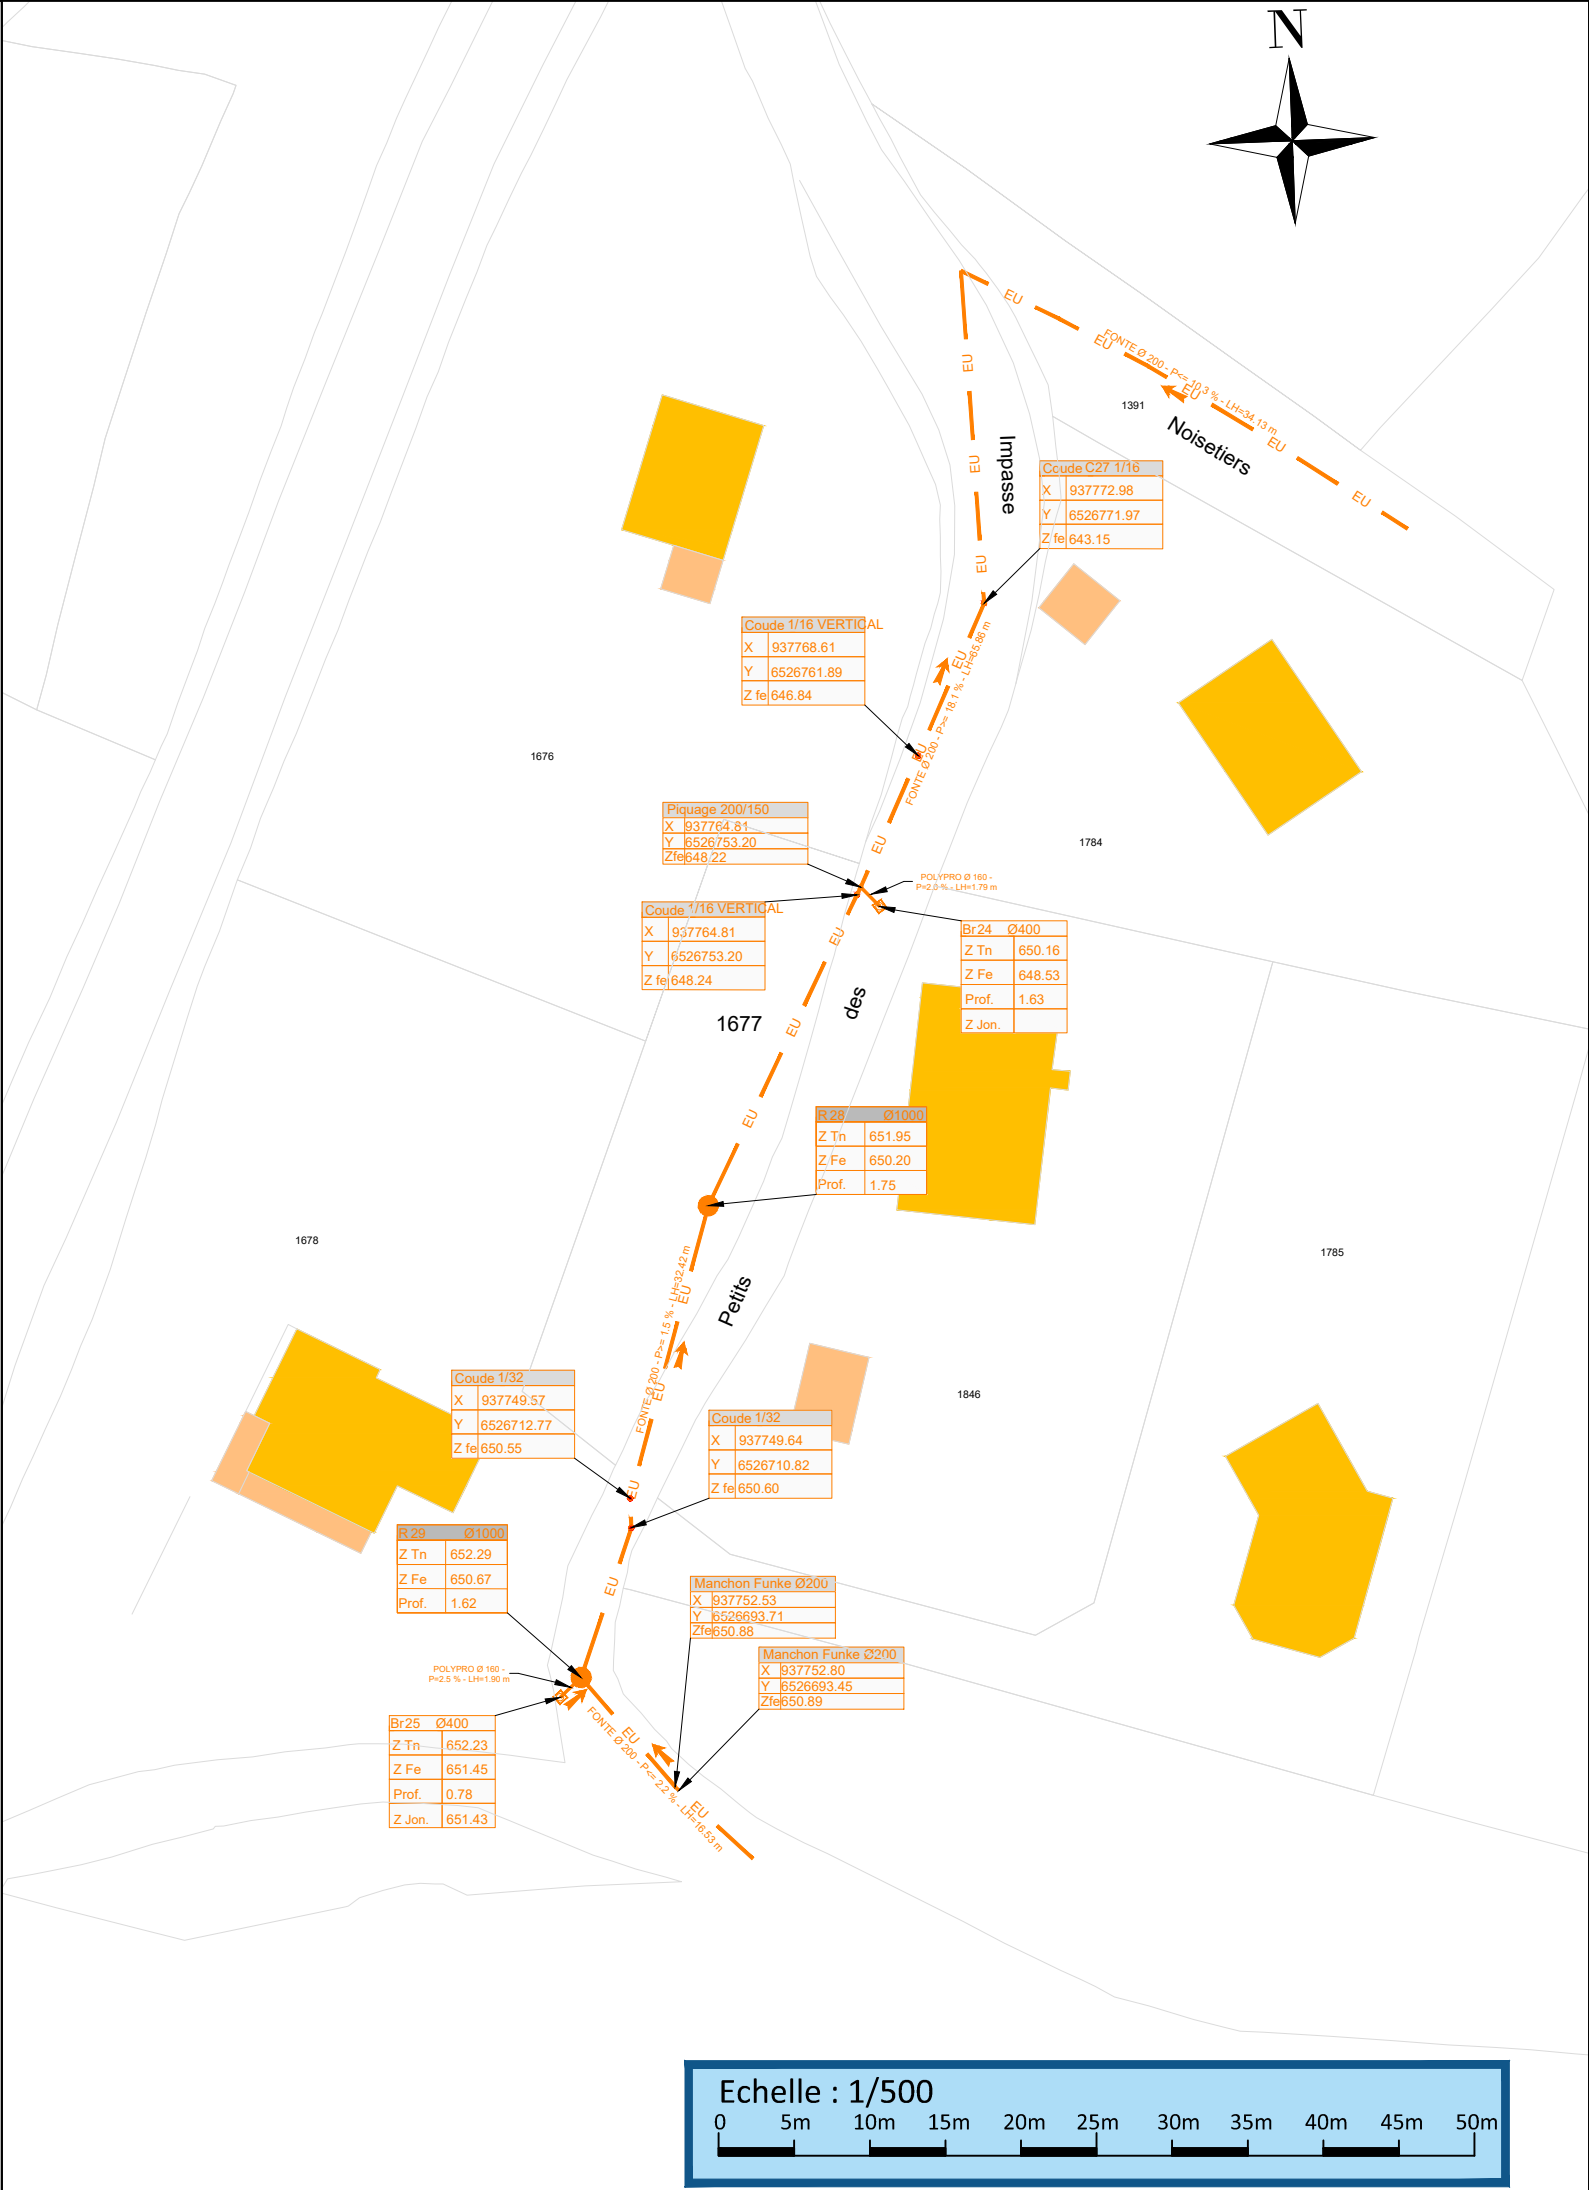 N
EU
EU
FONTE Ø 200 - P<= 10.3 % - LH=34.13 m
EU
EU
EU
EU
1391
Noisetiers
Impasse
EU
EU
Coude C27 1/16
X 937772.98
Y 6526771.97
Z fe 643.15
Coude 1/16 VERTICAL
X 937768.61
Y 6526761.89
Z fe 646.84
EU
FONTE Ø 200 - P>= 18.1 % - LH=65.86 m
EU
1676
Piquage 200/150
X 937764.81
Y 6526753.20
Zfe 648.22
EU
1784
POLYPRO Ø 160 -
P=2.0 % - LH=1.79 m
Coude 1/16 VERTICAL
X 937764.81
Y 6526753.20
Z fe 648.24
EU
Br24 Ø400
Z Tn 650.16
Z Fe 648.53
Prof. 1.63
Z Jon.
des
1677
EU
EU
R 28 Ø1000
Z Tn 651.95
Z Fe 650.20
Prof. 1.75
1678
1785
FONTE Ø 200 - P>= 1.5 % - LH=32.42 m
EU
Petits
EU
1846
Coude 1/32
X 937749.57
Y 6526712.77
Z fe 650.55
Coude 1/32
X 937749.64
Y 6526710.82
Z fe 650.60
EU
R 29 Ø1000
Z Tn 652.29
Z Fe 650.67
Prof. 1.62
EU
Manchon Funke Ø200
X 937752.53
Y 6526693.71
Zfe 650.88
Manchon Funke Ø200
X 937752.80
Y 6526693.45
Zfe 650.89
POLYPRO Ø 160 -
P=2.5 % - LH=1.90 m
Br25 Ø400
Z Tn 652.23
Z Fe 651.45
Prof. 0.78
Z Jon. 651.43
EU
FONTE Ø 200 - P<= 2.2 % - LH=16.53 m
EU
Echelle : 1/500
0 5m 10m 15m 20m 25m 30m 35m 40m 45m 50m